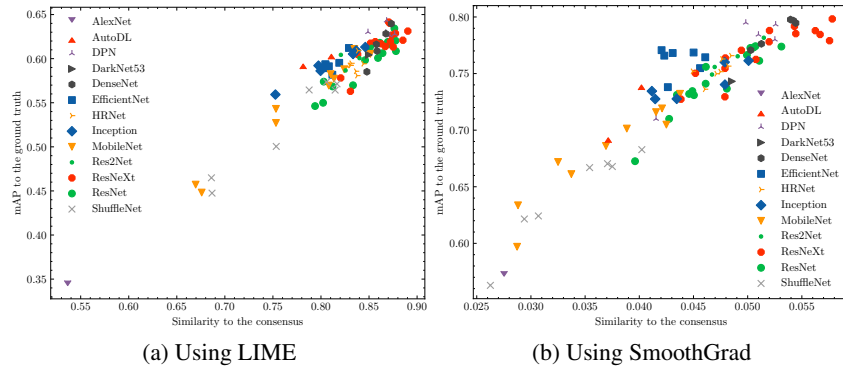 mAP to the ground truth
0.65
0.60
0.55
0.50
0.45
0.40
0.35
AlexNet
AutoDL
DPN
DarkNet53
DenseNet
EfficientNet
HRNet
Inception
MobileNet
Res2Net
ResNeXt
ResNet
ShuffleNet
0.55 0.60 0.65 0.70 0.75 0.80 0.85 0.90
Similarity to the consensus
(a) Using LIME
mAP to the ground truth
0.80
0.75
0.70
0.65
0.60
AlexNet
AutoDL
DPN
DarkNet53
DenseNet
EfficientNet
HRNet
Inception
MobileNet
Res2Net
ResNeXt
ResNet
ShuffleNet
0.025 0.030 0.035 0.040 0.045 0.050 0.055
Similarity to the consensus
(b) Using SmoothGrad